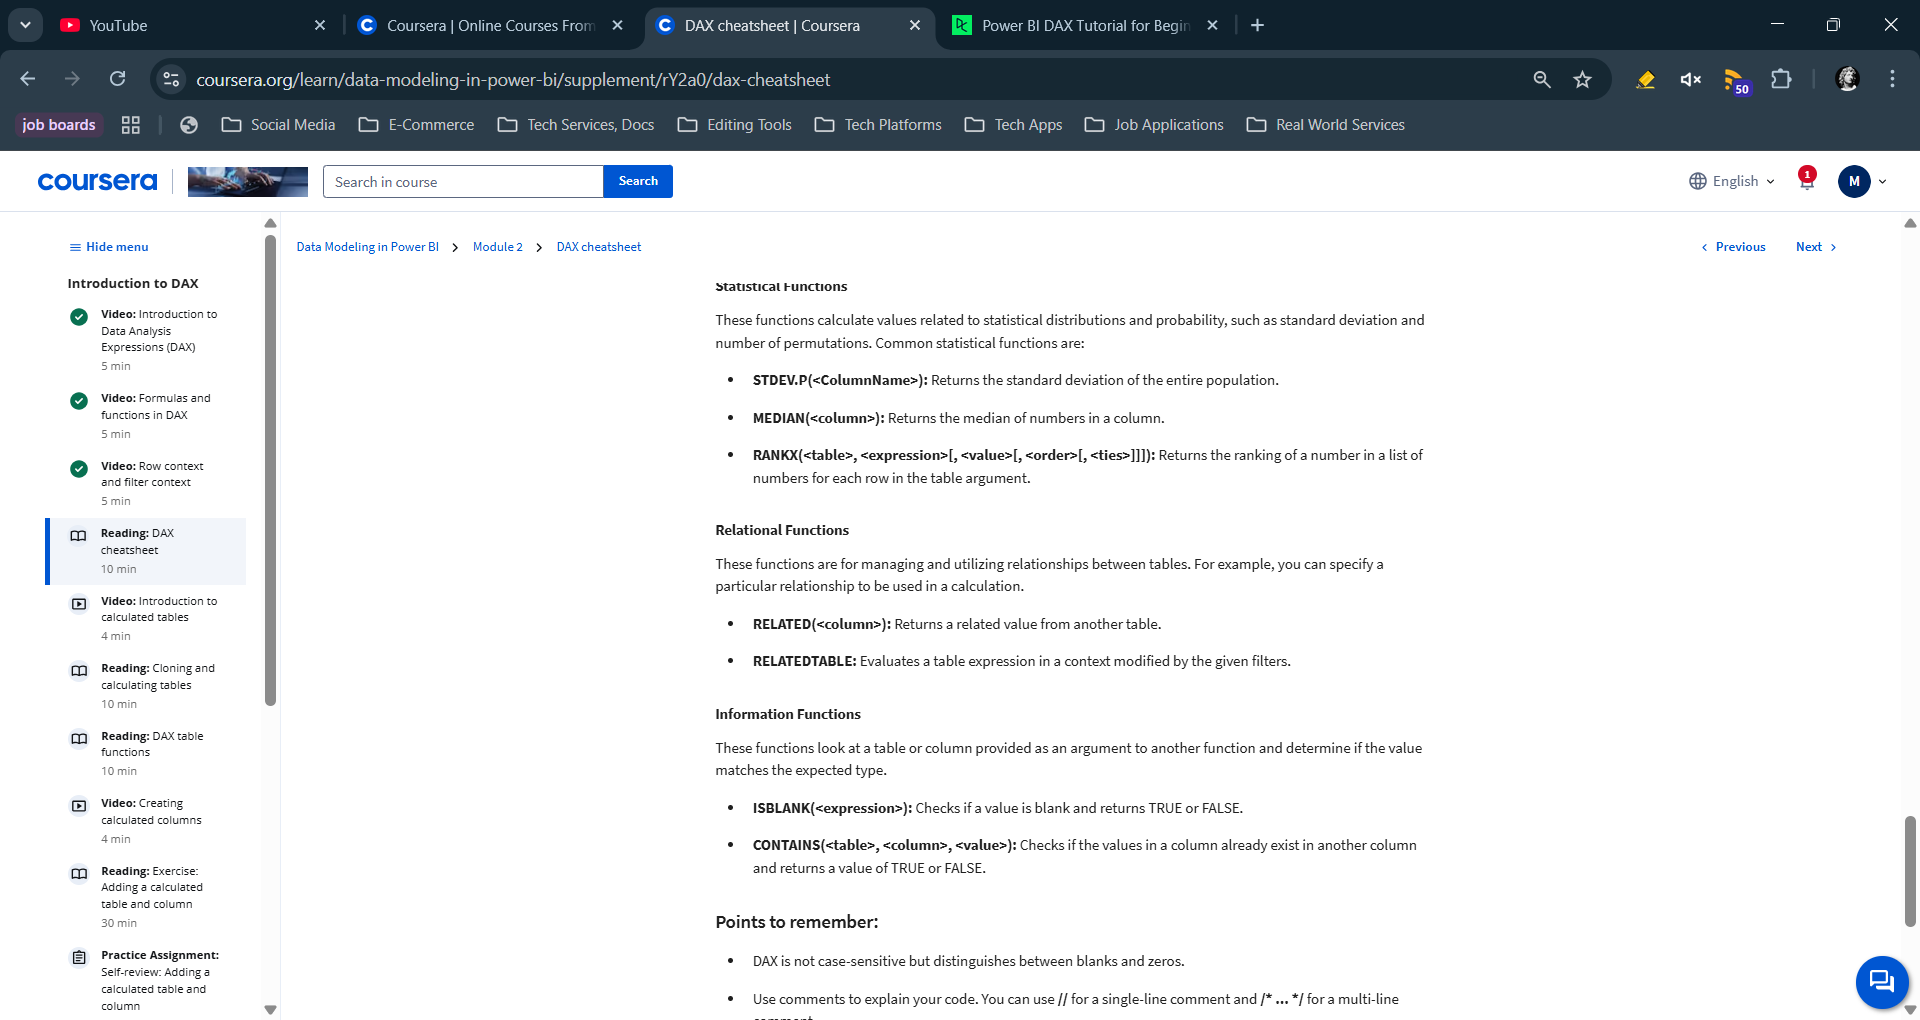 YouTube
Coursera | Online Courses From
DAX cheatsheet | Coursera
Power BI DAX Tutorial for Begin
coursera.org/learn/data-modeling-in-power-bi/supplement/rY2a0/dax-cheatsheet
50
job boards
Social Media
E-Commerce
Tech Services, Docs
Editing Tools
Tech Platforms
Tech Apps
Job Applications
Real World Services
coursera
Search in course
Search
English
1
M
Hide menu
Data Modeling in Power BI > Module 2 > DAX cheatsheet
< Previous
Next >
Introduction to DAX
Video: Introduction to
Data Analysis
Expressions (DAX)
5 min
Video: Formulas and
functions in DAX
5 min
Video: Row context
and filter context
5 min
Reading: DAX
cheatsheet
10 min
Video: Introduction to
calculated tables
4 min
Reading: Cloning and
calculating tables
10 min
Reading: DAX table
functions
10 min
Video: Creating
calculated columns
4 min
Reading: Exercise:
Adding a calculated
table and column
30 min
Practice Assignment:
Self-review: Adding a
calculated table and
column
Statistical Functions
These functions calculate values related to statistical distributions and probability, such as standard deviation and
number of permutations. Common statistical functions are:
• STDEV.P(<ColumnName>): Returns the standard deviation of the entire population.
• MEDIAN(<column>): Returns the median of numbers in a column.
• RANKX(<table>, <expression>[, <value>[, <order>[, <ties>]]]): Returns the ranking of a number in a list of
numbers for each row in the table argument.
Relational Functions
These functions are for managing and utilizing relationships between tables. For example, you can specify a
particular relationship to be used in a calculation.
• RELATED(<column>): Returns a related value from another table.
• RELATEDTABLE: Evaluates a table expression in a context modified by the given filters.
Information Functions
These functions look at a table or column provided as an argument to another function and determine if the value
matches the expected type.
• ISBLANK(<expression>): Checks if a value is blank and returns TRUE or FALSE.
• CONTAINS(<table>, <column>, <value>): Checks if the values in a column already exist in another column
and returns a value of TRUE or FALSE.
Points to remember:
• DAX is not case-sensitive but distinguishes between blanks and zeros.
• Use comments to explain your code. You can use // for a single-line comment and /* ... */ for a multi-line